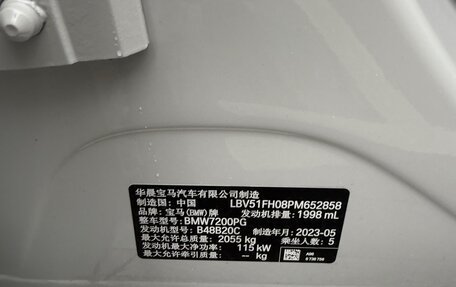 华晨宝马汽车有限公司制造
制造国: 中国 LBV51FH08PM652858
品牌: 宝马(BMW)牌 发动机排量: 1998 mL
整车型号: BMW7200PG
发动机型号: B48B20C 制造年月: 2023-05
最大允许总质量: 2055 kg 乘坐人数: 5
发动机最大净功率: 115 kW
最大允许牵引质量: -- kg